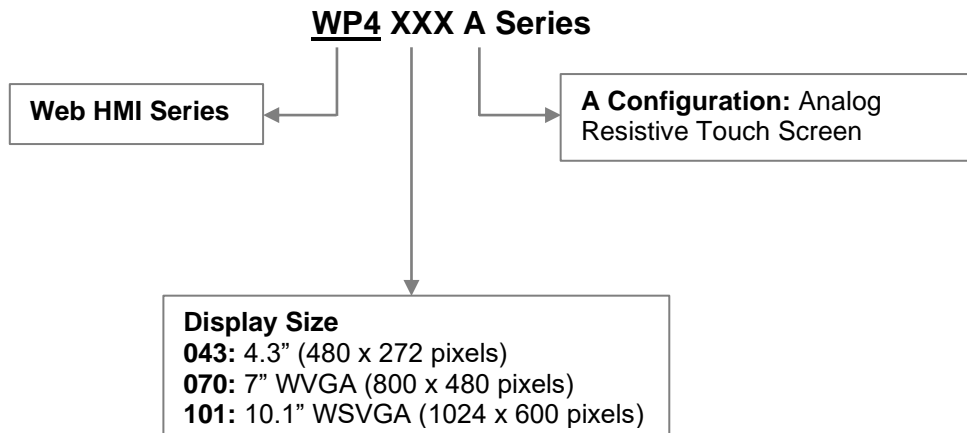 WP4 XXX A Series
Web HMI Series
A Configuration: Analog
Resistive Touch Screen
Display Size
043: 4.3” (480 x 272 pixels)
070: 7” WVGA (800 x 480 pixels)
101: 10.1” WSVGA (1024 x 600 pixels)